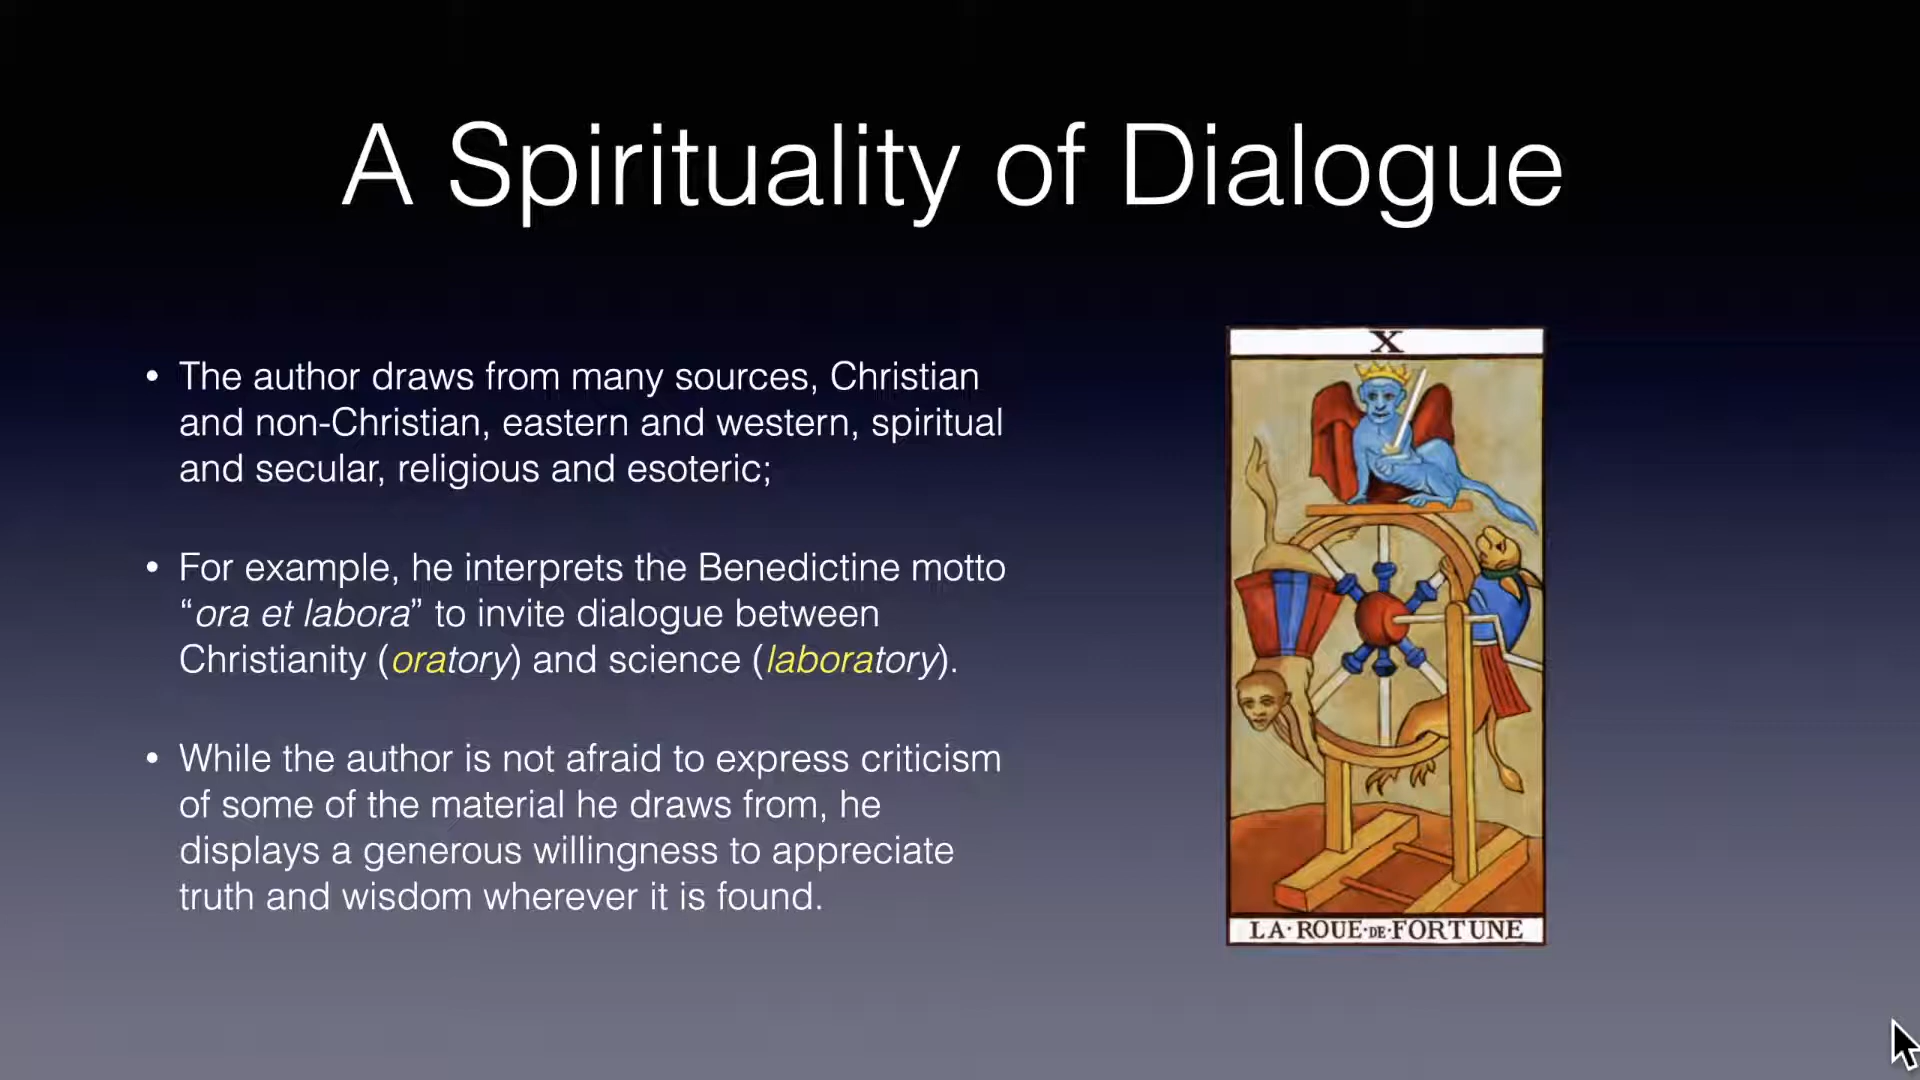 A Spirituality of Dialogue
• The author draws from many sources, Christian
and non-Christian, eastern and western, spiritual
and secular, religious and esoteric;
• For example, he interprets the Benedictine motto
“ora et labora” to invite dialogue between
Christianity (oratory) and science (laboratory).
• While the author is not afraid to express criticism
of some of the material he draws from, he
displays a generous willingness to appreciate
truth and wisdom wherever it is found.
X
LA·ROUE·DE·FORTUNE